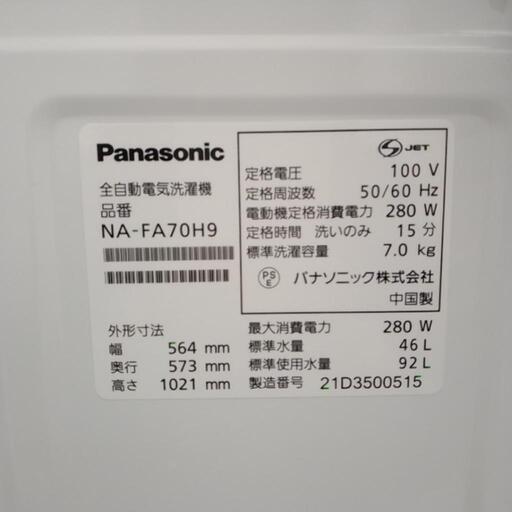 Panasonic
全自動電気洗濯機
品番
NA-FA70H9
外形寸法
幅 564 mm
奥行 573 mm
高さ 1021 mm
S JET
定格電圧 100 V
定格周波数 50/60 Hz
電動機定格消費電力 280 W
定格時間 洗いのみ 15 分
標準洗濯容量 7.0 kg
PSE パナソニック株式会社
中国製
最大消費電力 280 W
標準水量 46 L
標準使用水量 92 L
製造番号 21D3500515